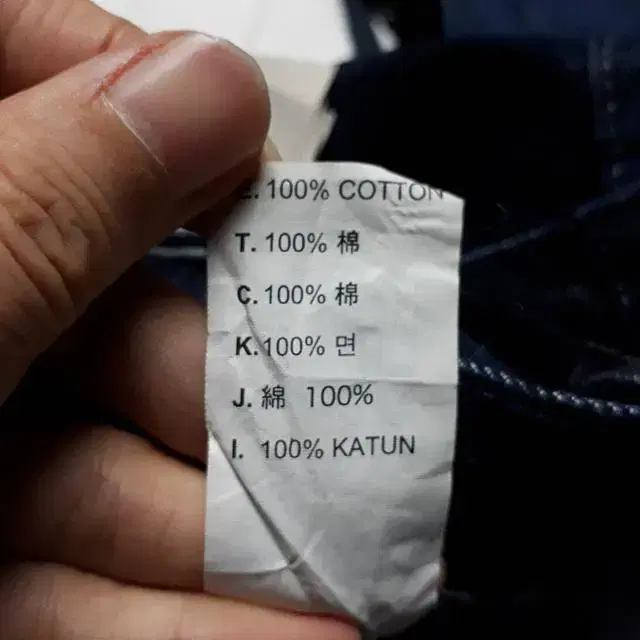 E. 100% COTTON
T. 100% 棉
C. 100% 棉
K. 100% 면
J. 綿 100%
I. 100% KATUN